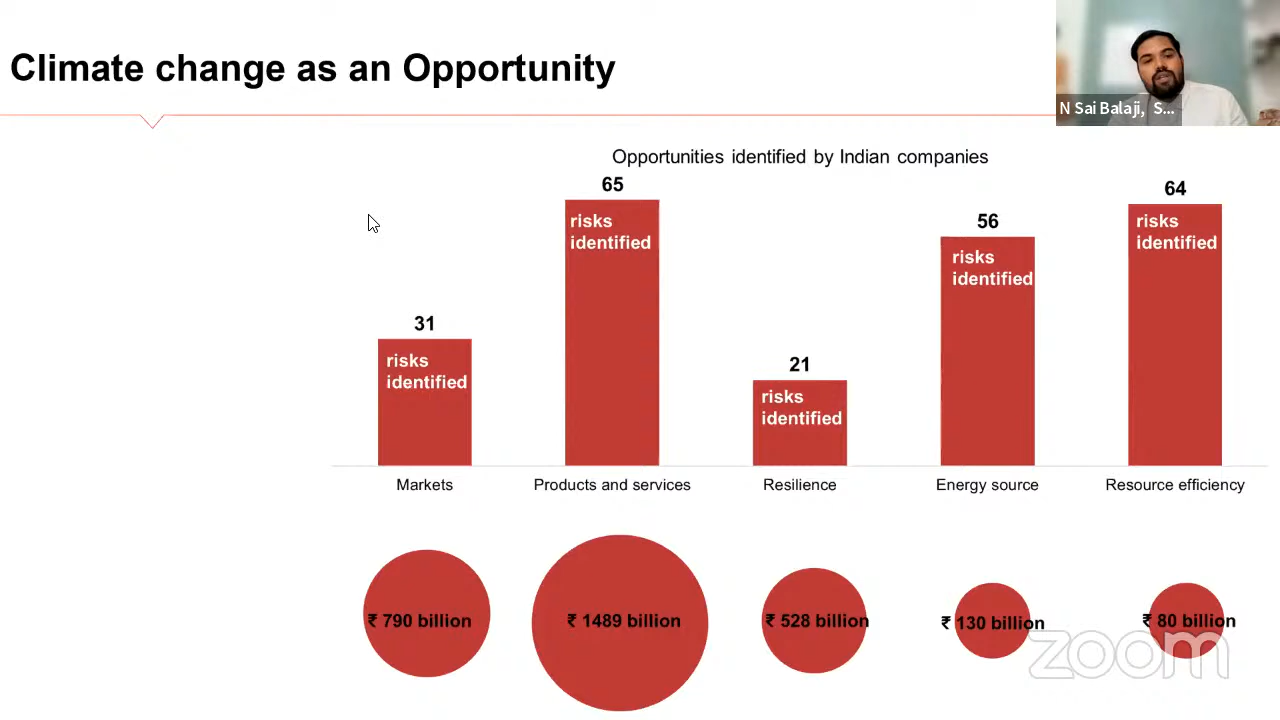 Climate change as an Opportunity
N Sai Balaji, S...
Opportunities identified by Indian companies
31
risks
identified
65
risks
identified
21
risks
identified
56
risks
identified
64
risks
identified
Markets
Products and services
Resilience
Energy source
Resource efficiency
₹ 790 billion
₹ 1489 billion
₹ 528 billion
₹ 130 billion
₹ 80 billion
zoom